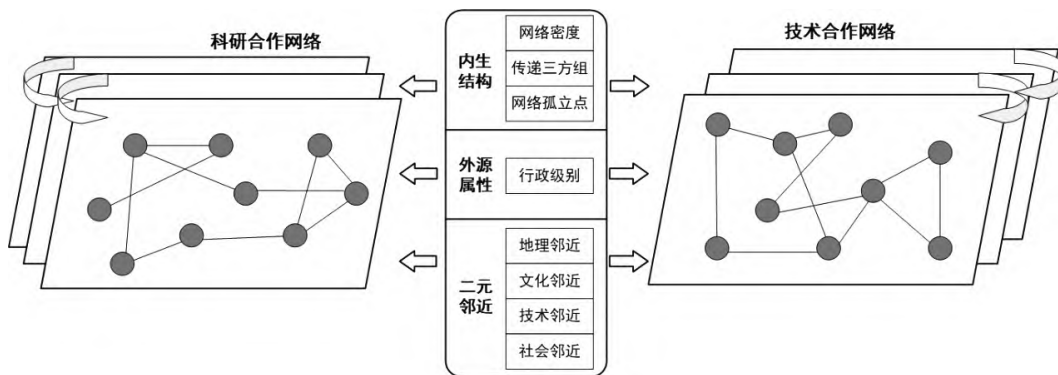 科研合作网络
内生
结构
网络密度
传递三方组
网络孤立点
外源
属性
行政级别
二元
邻近
地理邻近
文化邻近
技术邻近
社会邻近
技术合作网络